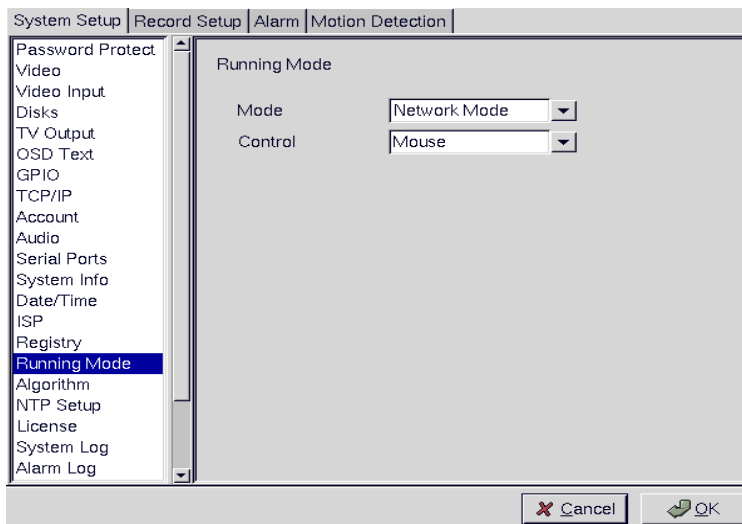 System Setup Record Setup Alarm Motion Detection
Password Protect
Video
Video Input
Disks
TV Output
OSD Text
GPIO
TCP/IP
Account
Audio
Serial Ports
System Info
Date/Time
ISP
Registry
Running Mode
Algorithm
NTP Setup
License
System Log
Alarm Log
Running Mode
Mode Network Mode
Control Mouse
Cancel OK